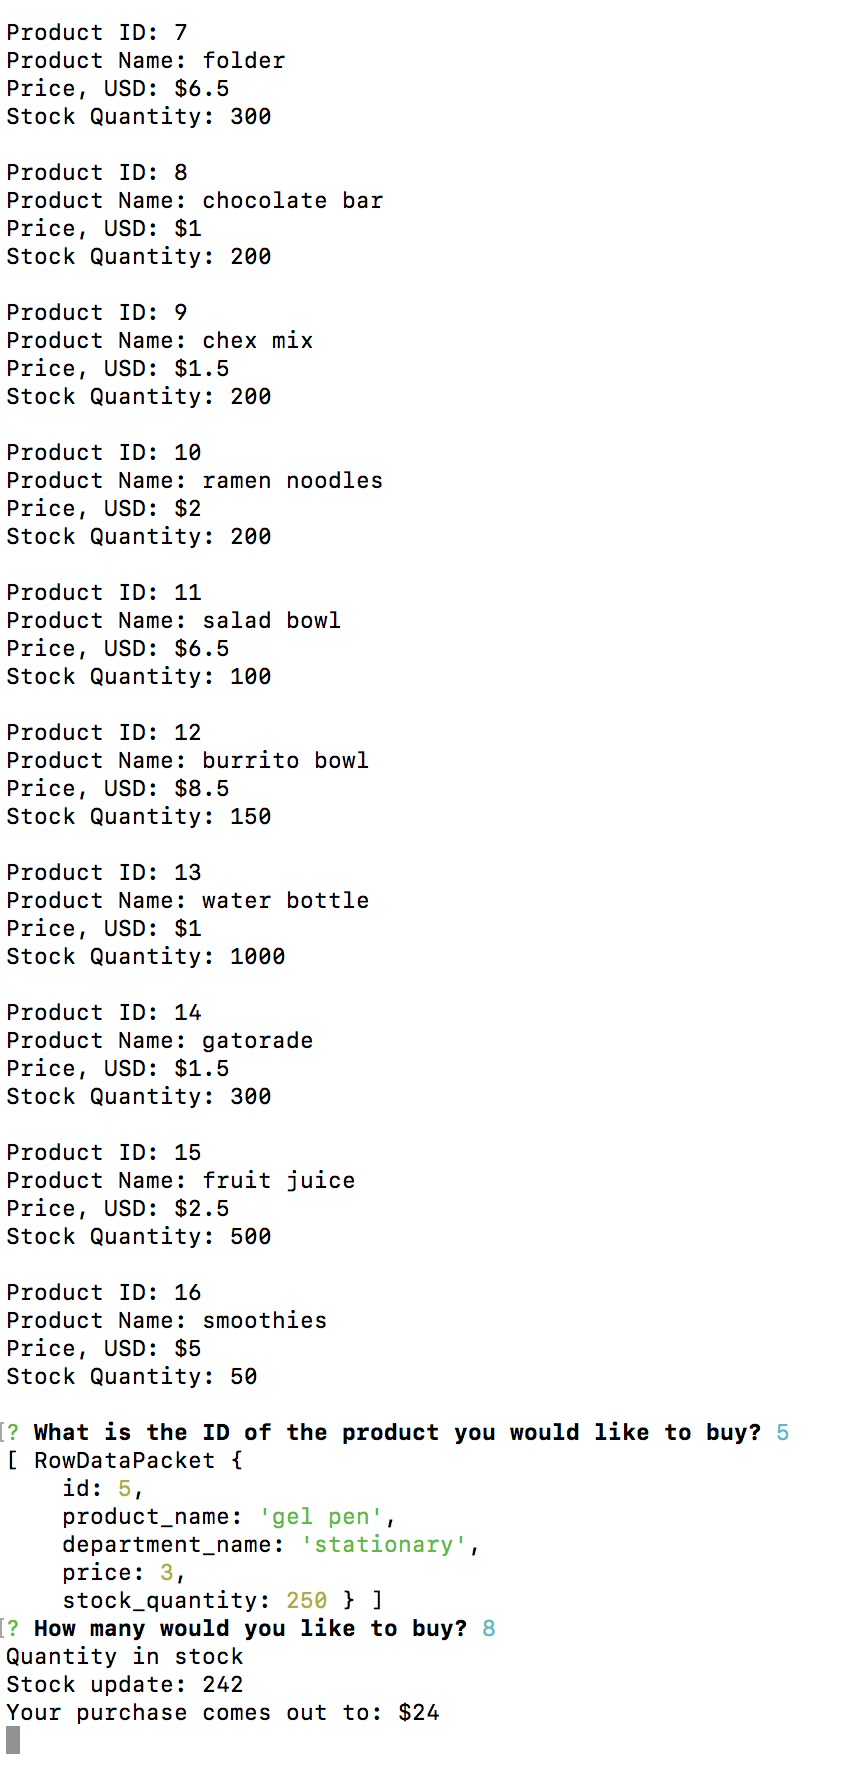 Product ID: 7
Product Name: folder
Price, USD: $6.5
Stock Quantity: 300
Product ID: 8
Product Name: chocolate bar
Price, USD: $1
Stock Quantity: 200
Product ID: 9
Product Name: chex mix
Price, USD: $1.5
Stock Quantity: 200
Product ID: 10
Product Name: ramen noodles
Price, USD: $2
Stock Quantity: 200
Product ID: 11
Product Name: salad bowl
Price, USD: $6.5
Stock Quantity: 100
Product ID: 12
Product Name: burrito bowl
Price, USD: $8.5
Stock Quantity: 150
Product ID: 13
Product Name: water bottle
Price, USD: $1
Stock Quantity: 1000
Product ID: 14
Product Name: gatorade
Price, USD: $1.5
Stock Quantity: 300
Product ID: 15
Product Name: fruit juice
Price, USD: $2.5
Stock Quantity: 500
Product ID: 16
Product Name: smoothies
Price, USD: $5
Stock Quantity: 50
[? What is the ID of the product you would like to buy? 5
[ RowDataPacket {
    id: 5,
    product_name: 'gel pen',
    department_name: 'stationary',
    price: 3,
    stock_quantity: 250 } ]
[? How many would you like to buy? 8
Quantity in stock
Stock update: 242
Your purchase comes out to: $24